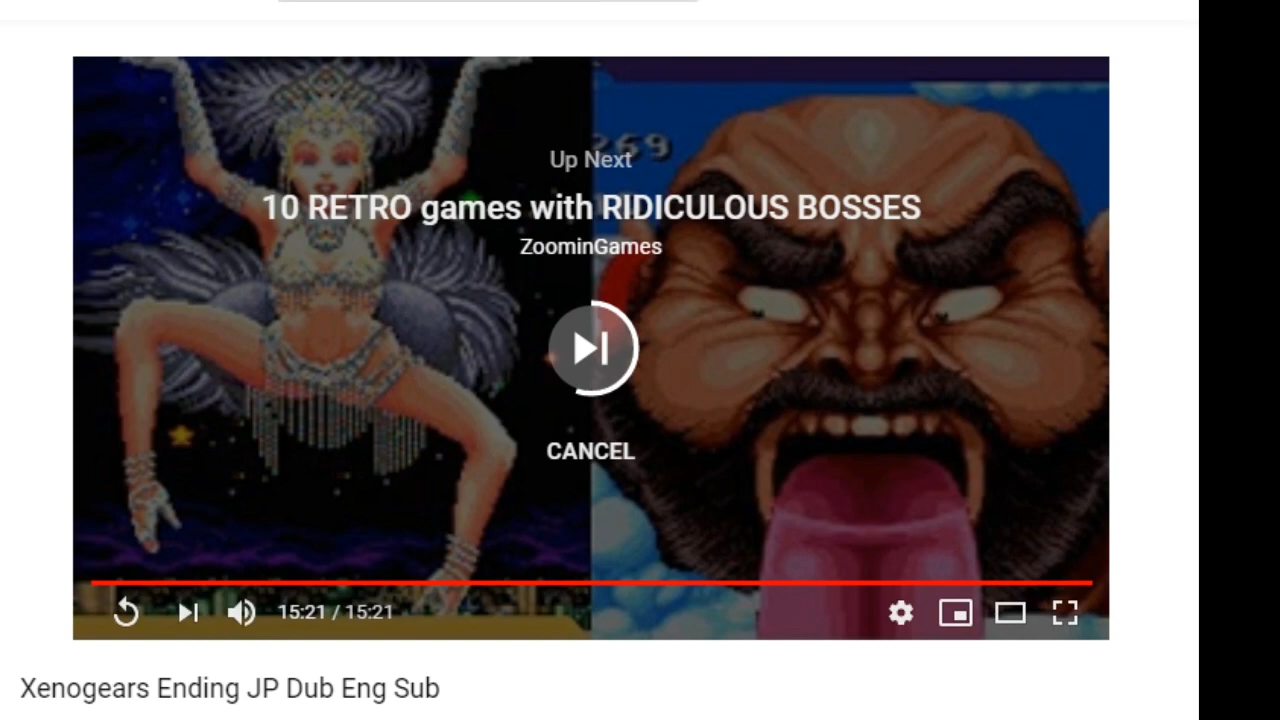 269
Up Next
10 RETRO games with RIDICULOUS BOSSES
ZoominGames
CANCEL
15:21 / 15:21
Xenogears Ending JP Dub Eng Sub